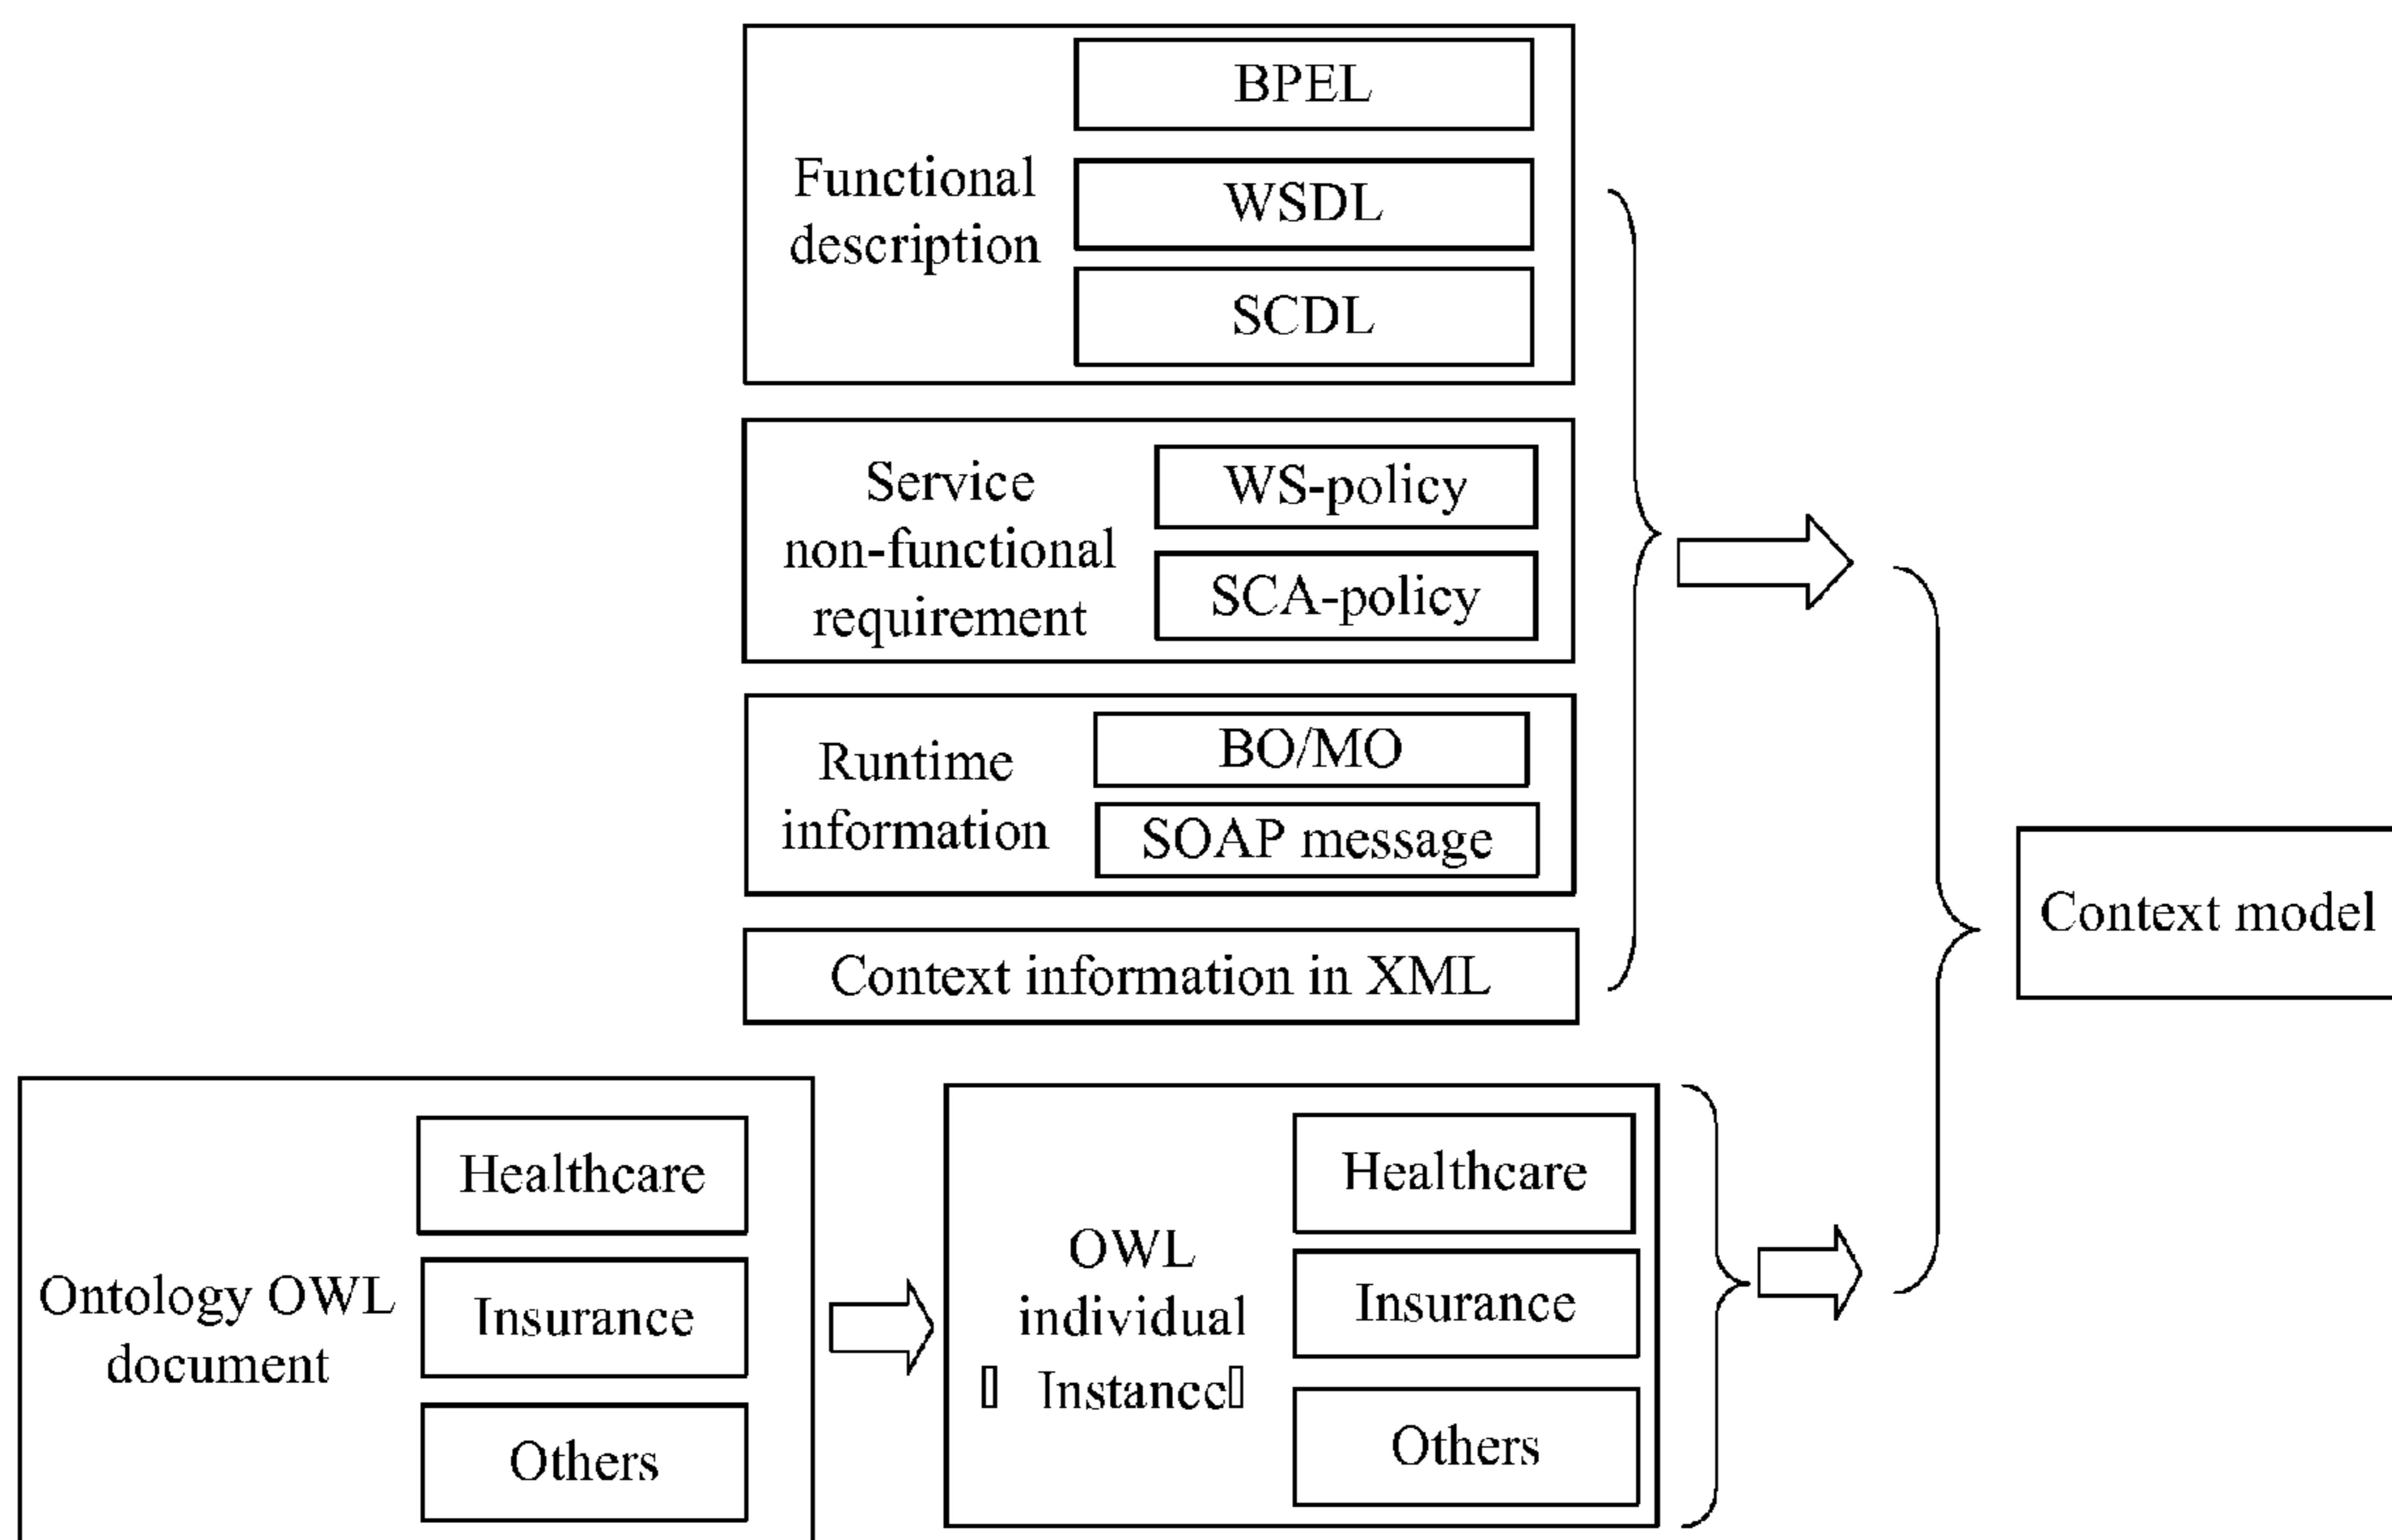 BPEL
Functional
description
WSDL
SCDL
Service
non-functional
requirement
WS-policy
SCA-policy
Runtime
information
BO/MO
SOAP message
Context information in XML
Context model
Ontology OWL
document
Healthcare
Insurance
Others
OWL
individual
Instance
Healthcare
Insurance
Others